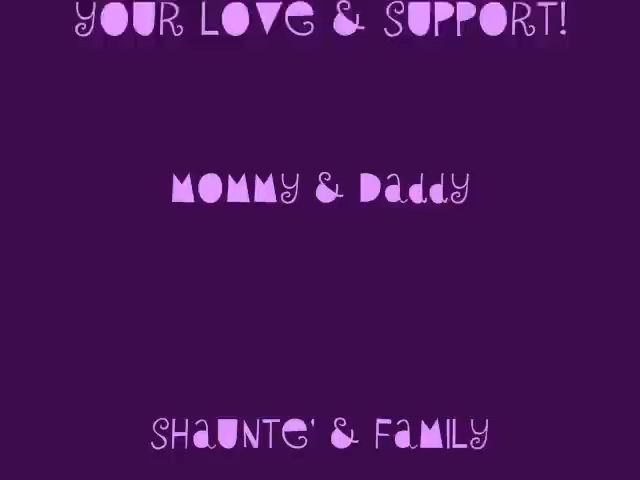 YOUR LOVE & SUPPORT!
MOMMY & Daddy
SHAUNTE' & FAMILY